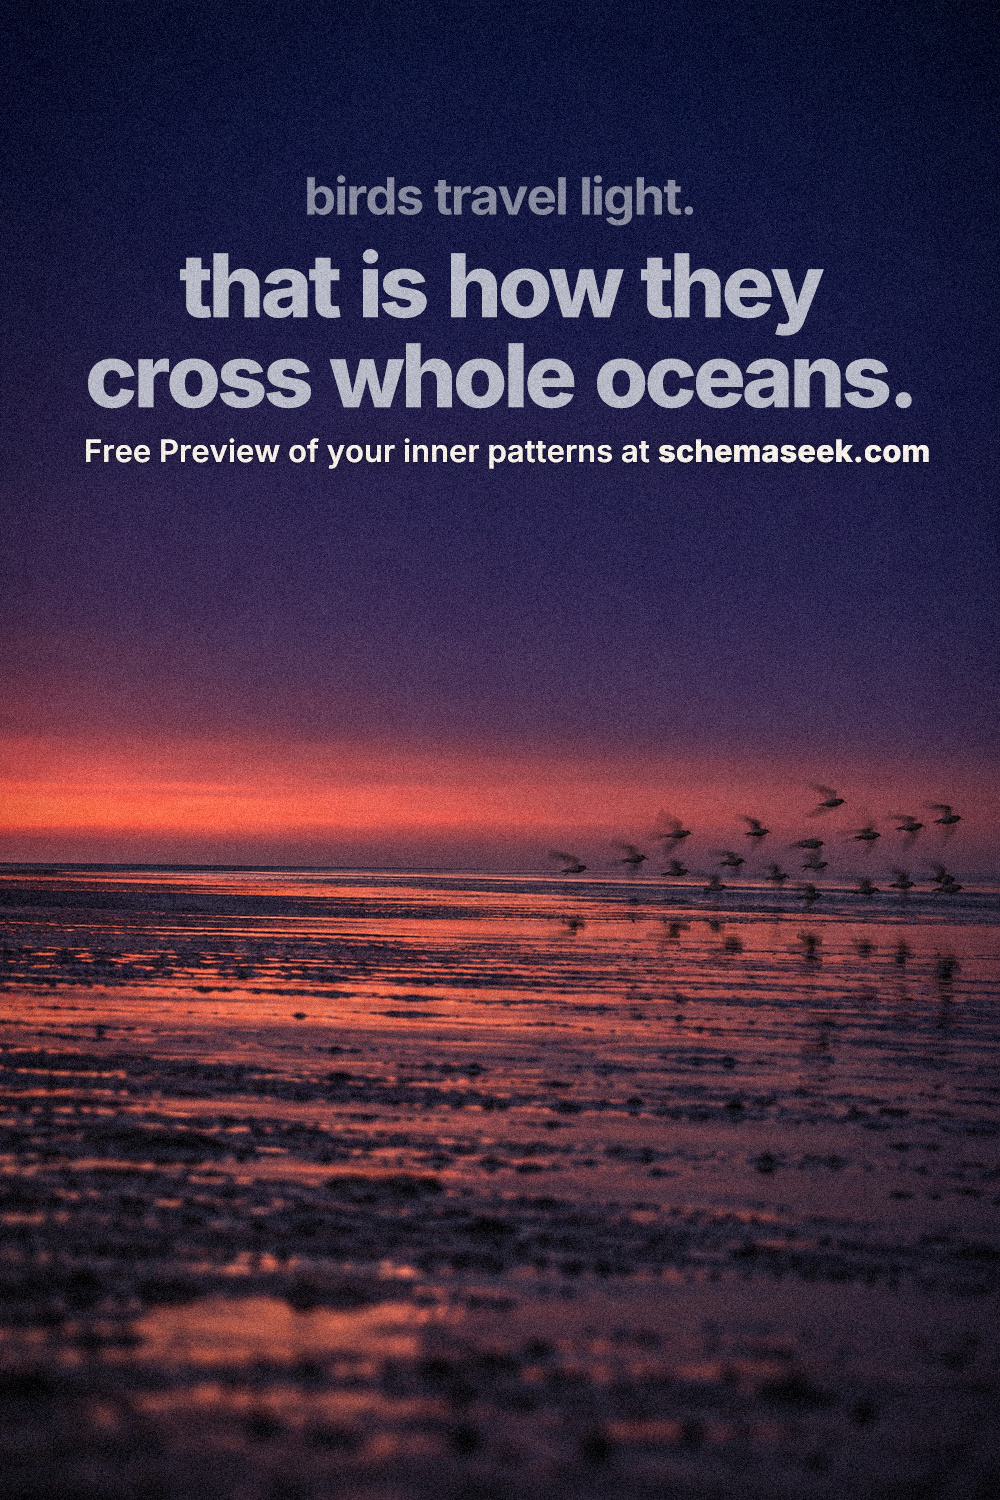 birds travel light.
that is how they
cross whole oceans.
Free Preview of your inner patterns at schemaseek.com